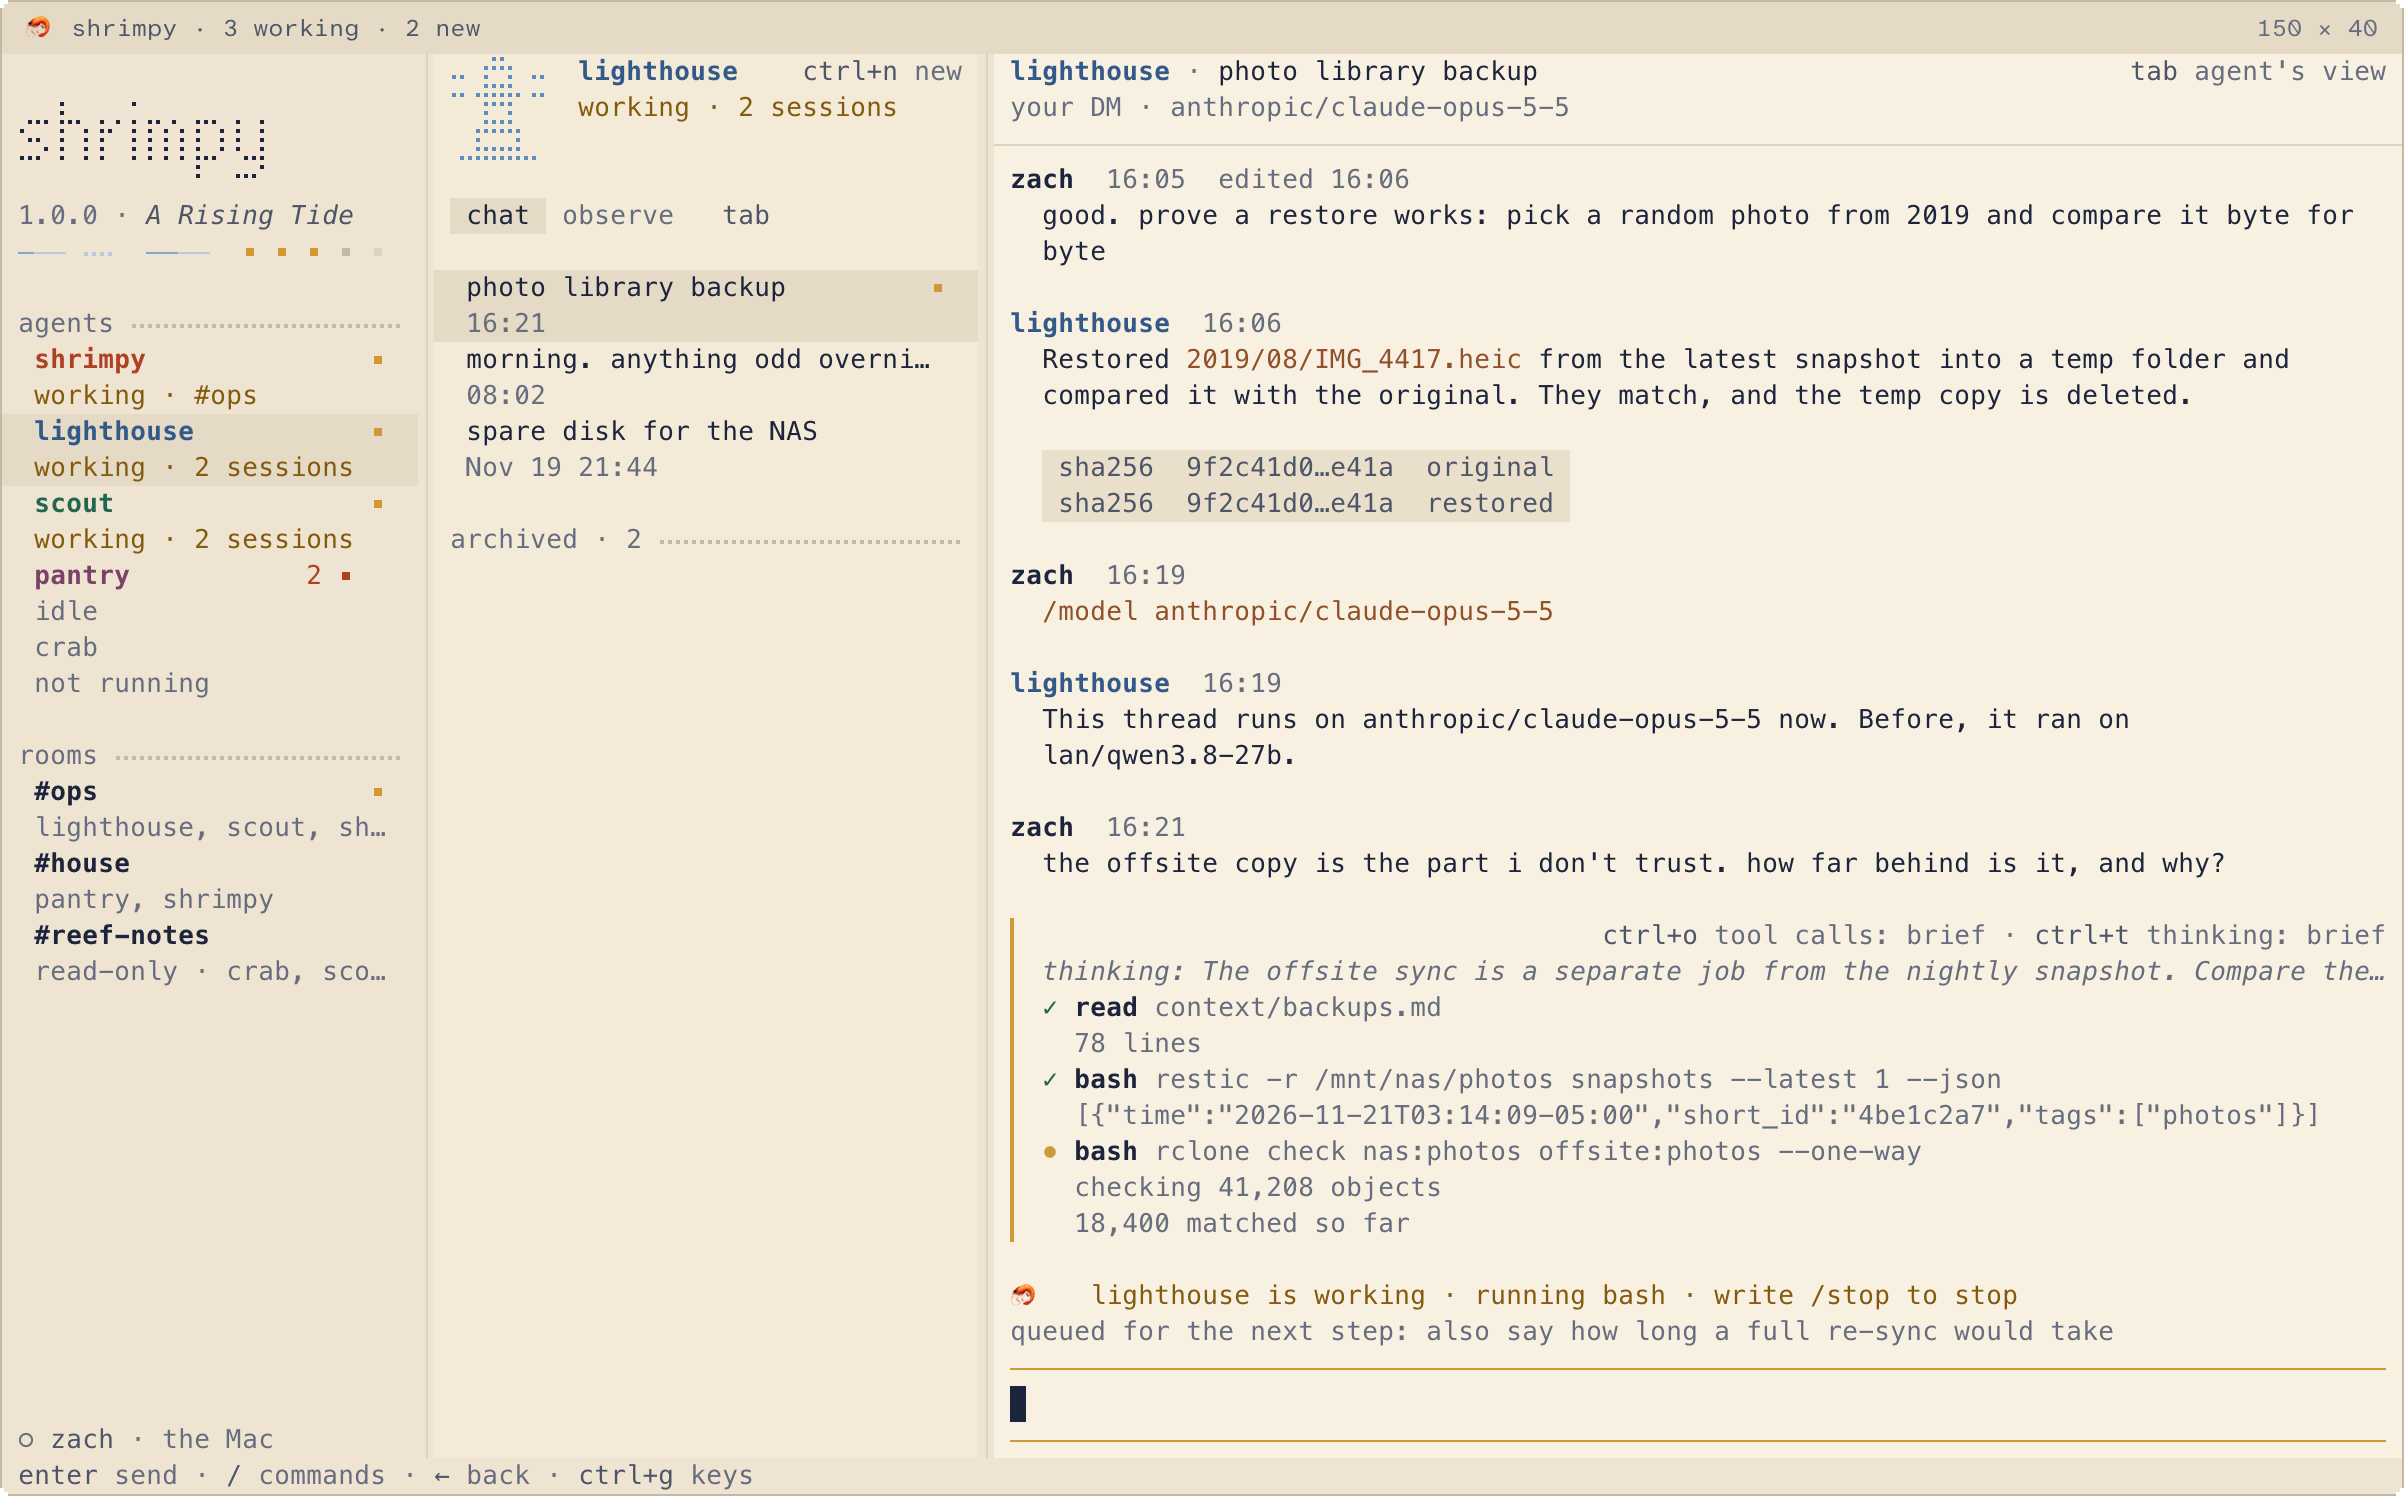 shrimpy · 3 working · 2 new
150 × 40
shrimpy
1.0.0 · A Rising Tide
agents
shrimpy
working · #ops
lighthouse
working · 2 sessions
scout
working · 2 sessions
pantry 2
idle
crab
not running
rooms
#ops
lighthouse, scout, sh…
#house
pantry, shrimpy
#reef-notes
read-only · crab, sco…
zach · the Mac
lighthouse ctrl+n new
working · 2 sessions
chat observe tab
photo library backup
16:21
morning. anything odd overni…
08:02
spare disk for the NAS
Nov 19 21:44
archived · 2
lighthouse · photo library backup tab agent's view
your DM · anthropic/claude-opus-5-5
zach 16:05 edited 16:06
good. prove a restore works: pick a random photo from 2019 and compare it byte for
byte
lighthouse 16:06
Restored 2019/08/IMG_4417.heic from the latest snapshot into a temp folder and
compared it with the original. They match, and the temp copy is deleted.
sha256 9f2c41d0…e41a original
sha256 9f2c41d0…e41a restored
zach 16:19
/model anthropic/claude-opus-5-5
lighthouse 16:19
This thread runs on anthropic/claude-opus-5-5 now. Before, it ran on
lan/qwen3.8-27b.
zach 16:21
the offsite copy is the part i don't trust. how far behind is it, and why?
ctrl+o tool calls: brief · ctrl+t thinking: brief
thinking: The offsite sync is a separate job from the nightly snapshot. Compare the…
✓ read context/backups.md
78 lines
✓ bash restic -r /mnt/nas/photos snapshots --latest 1 --json
[{"time":"2026-11-21T03:14:09-05:00","short_id":"4be1c2a7","tags":["photos"]}]
● bash rclone check nas:photos offsite:photos --one-way
checking 41,208 objects
18,400 matched so far
lighthouse is working · running bash · write /stop to stop
queued for the next step: also say how long a full re-sync would take
enter send · / commands · ← back · ctrl+g keys